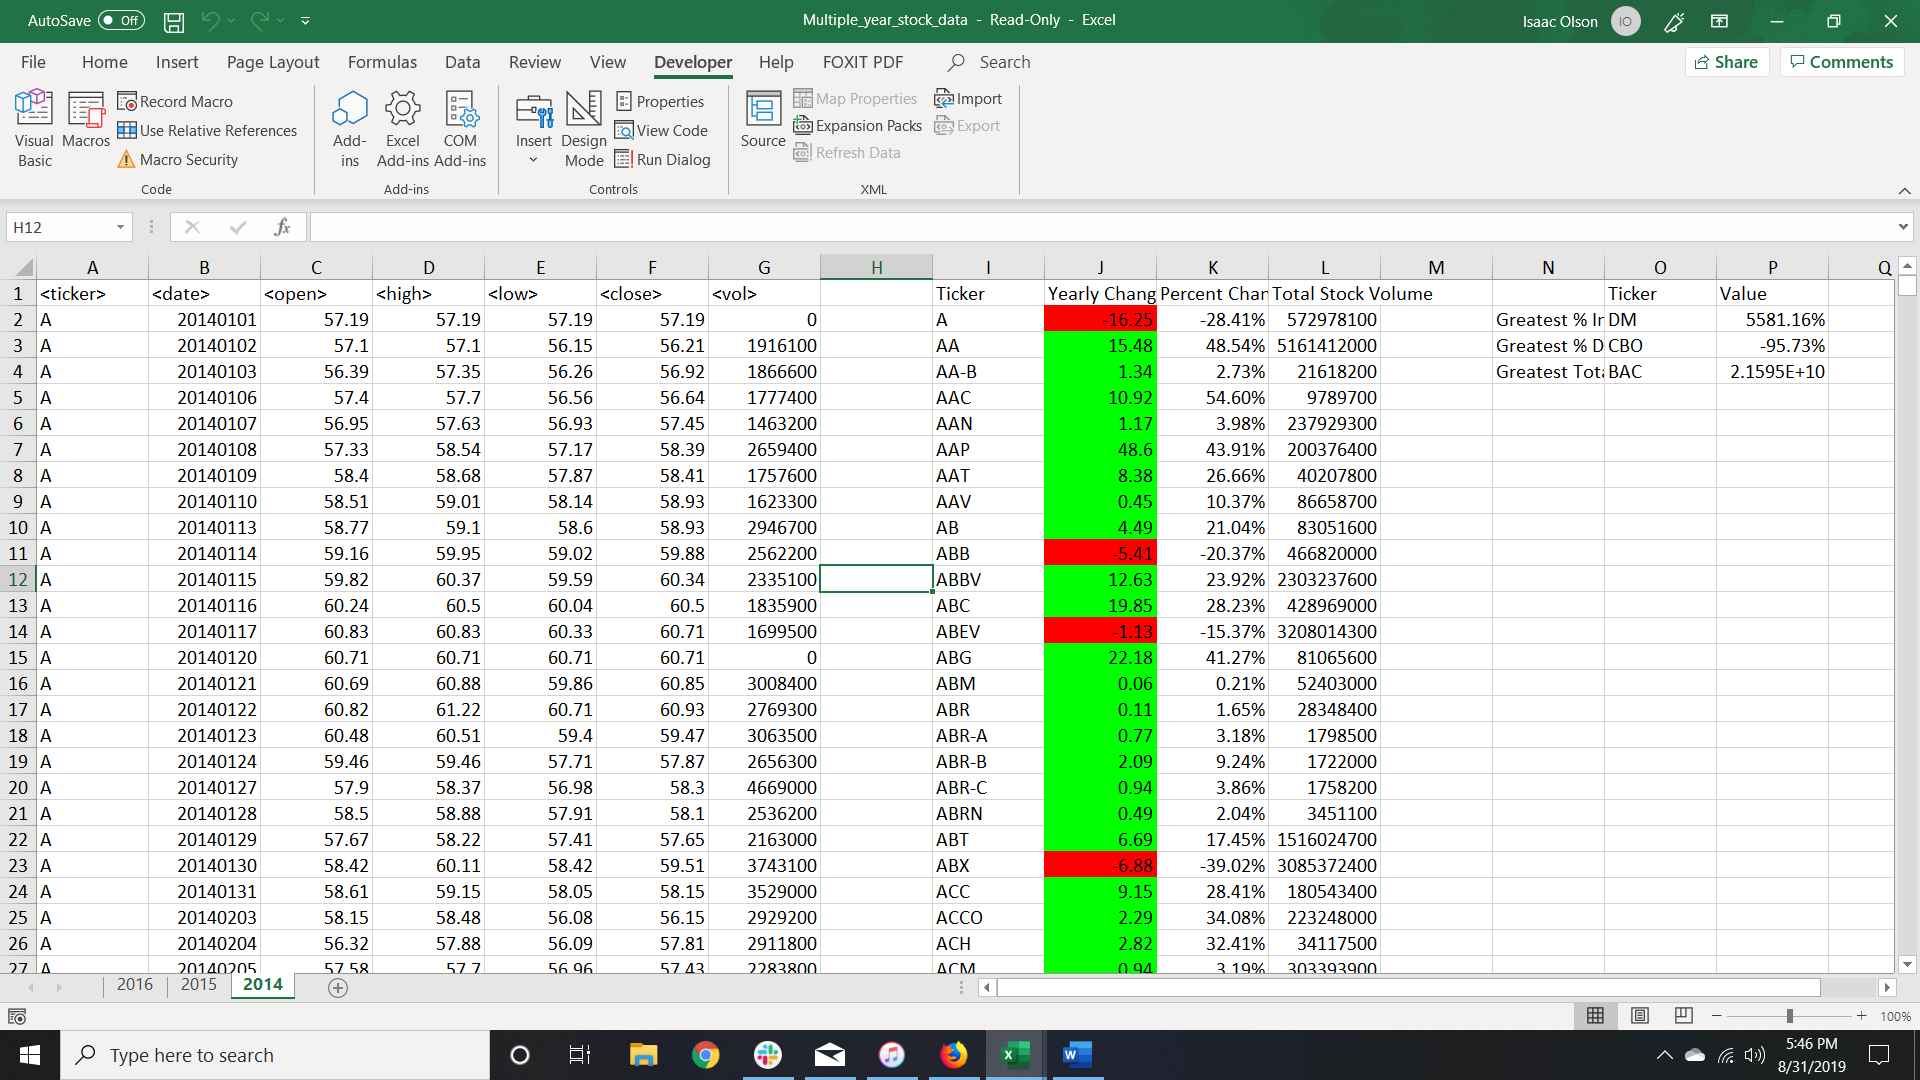 AutoSave Off
Multiple_year_stock_data - Read-Only - Excel
Isaac Olson IO
File Home Insert Page Layout Formulas Data Review View Developer Help FOXIT PDF Search Share Comments
Visual Basic
Macros
Record Macro
Use Relative References
Macro Security
Code
Add-ins
Excel Add-ins
COM Add-ins
Add-ins
Insert
Design Mode
Properties
View Code
Run Dialog
Controls
Source
Map Properties
Expansion Packs
Refresh Data
Import
Export
XML
H12 fx
A B C D E F G H I J K L M N O P Q
1 <ticker> <date> <open> <high> <low> <close> <vol> Ticker Yearly Chang Percent Char Total Stock Volume Ticker Value
2 A 20140101 57.19 57.19 57.19 57.19 0 A -16.25 -28.41% 572978100 Greatest % Ir DM 5581.16%
3 A 20140102 57.1 57.1 56.15 56.21 1916100 AA 15.48 48.54% 5161412000 Greatest % D CBO -95.73%
4 A 20140103 56.39 57.35 56.26 56.92 1866600 AA-B 1.34 2.73% 21618200 Greatest Tota BAC 2.1595E+10
5 A 20140106 57.4 57.7 56.56 56.64 1777400 AAC 10.92 54.60% 9789700
6 A 20140107 56.95 57.63 56.93 57.45 1463200 AAN 1.17 3.98% 237929300
7 A 20140108 57.33 58.54 57.17 58.39 2659400 AAP 48.6 43.91% 200376400
8 A 20140109 58.4 58.68 57.87 58.41 1757600 AAT 8.38 26.66% 40207800
9 A 20140110 58.51 59.01 58.14 58.93 1623300 AAV 0.45 10.37% 86658700
10 A 20140113 58.77 59.1 58.6 58.93 2946700 AB 4.49 21.04% 83051600
11 A 20140114 59.16 59.95 59.02 59.88 2562200 ABB -5.41 -20.37% 466820000
12 A 20140115 59.82 60.37 59.59 60.34 2335100 ABBV 12.63 23.92% 2303237600
13 A 20140116 60.24 60.5 60.04 60.5 1835900 ABC 19.85 28.23% 428969000
14 A 20140117 60.83 60.83 60.33 60.71 1699500 ABEV -1.13 -15.37% 3208014300
15 A 20140120 60.71 60.71 60.71 60.71 0 ABG 22.18 41.27% 81065600
16 A 20140121 60.69 60.88 59.86 60.85 3008400 ABM 0.06 0.21% 52403000
17 A 20140122 60.82 61.22 60.71 60.93 2769300 ABR 0.11 1.65% 28348400
18 A 20140123 60.48 60.51 59.4 59.47 3063500 ABR-A 0.77 3.18% 1798500
19 A 20140124 59.46 59.46 57.71 57.87 2656300 ABR-B 2.09 9.24% 1722000
20 A 20140127 57.9 58.37 56.98 58.3 4669000 ABR-C 0.94 3.86% 1758200
21 A 20140128 58.5 58.88 57.91 58.1 2536200 ABRN 0.49 2.04% 3451100
22 A 20140129 57.67 58.22 57.41 57.65 2163000 ABT 6.69 17.45% 1516024700
23 A 20140130 58.42 60.11 58.42 59.51 3743100 ABX -6.88 -39.02% 3085372400
24 A 20140131 58.61 59.15 58.05 58.15 3529000 ACC 9.15 28.41% 180543400
25 A 20140203 58.15 58.48 56.08 56.15 2929200 ACCO 2.29 34.08% 223248000
26 A 20140204 56.32 57.88 56.09 57.81 2911800 ACH 2.82 32.41% 34117500
27 A 20140205 57.58 57.7 56.96 57.43 2283800 ACM 0.94 3.19% 303393900
2016 2015 2014
100%
Type here to search
5:46 PM
8/31/2019